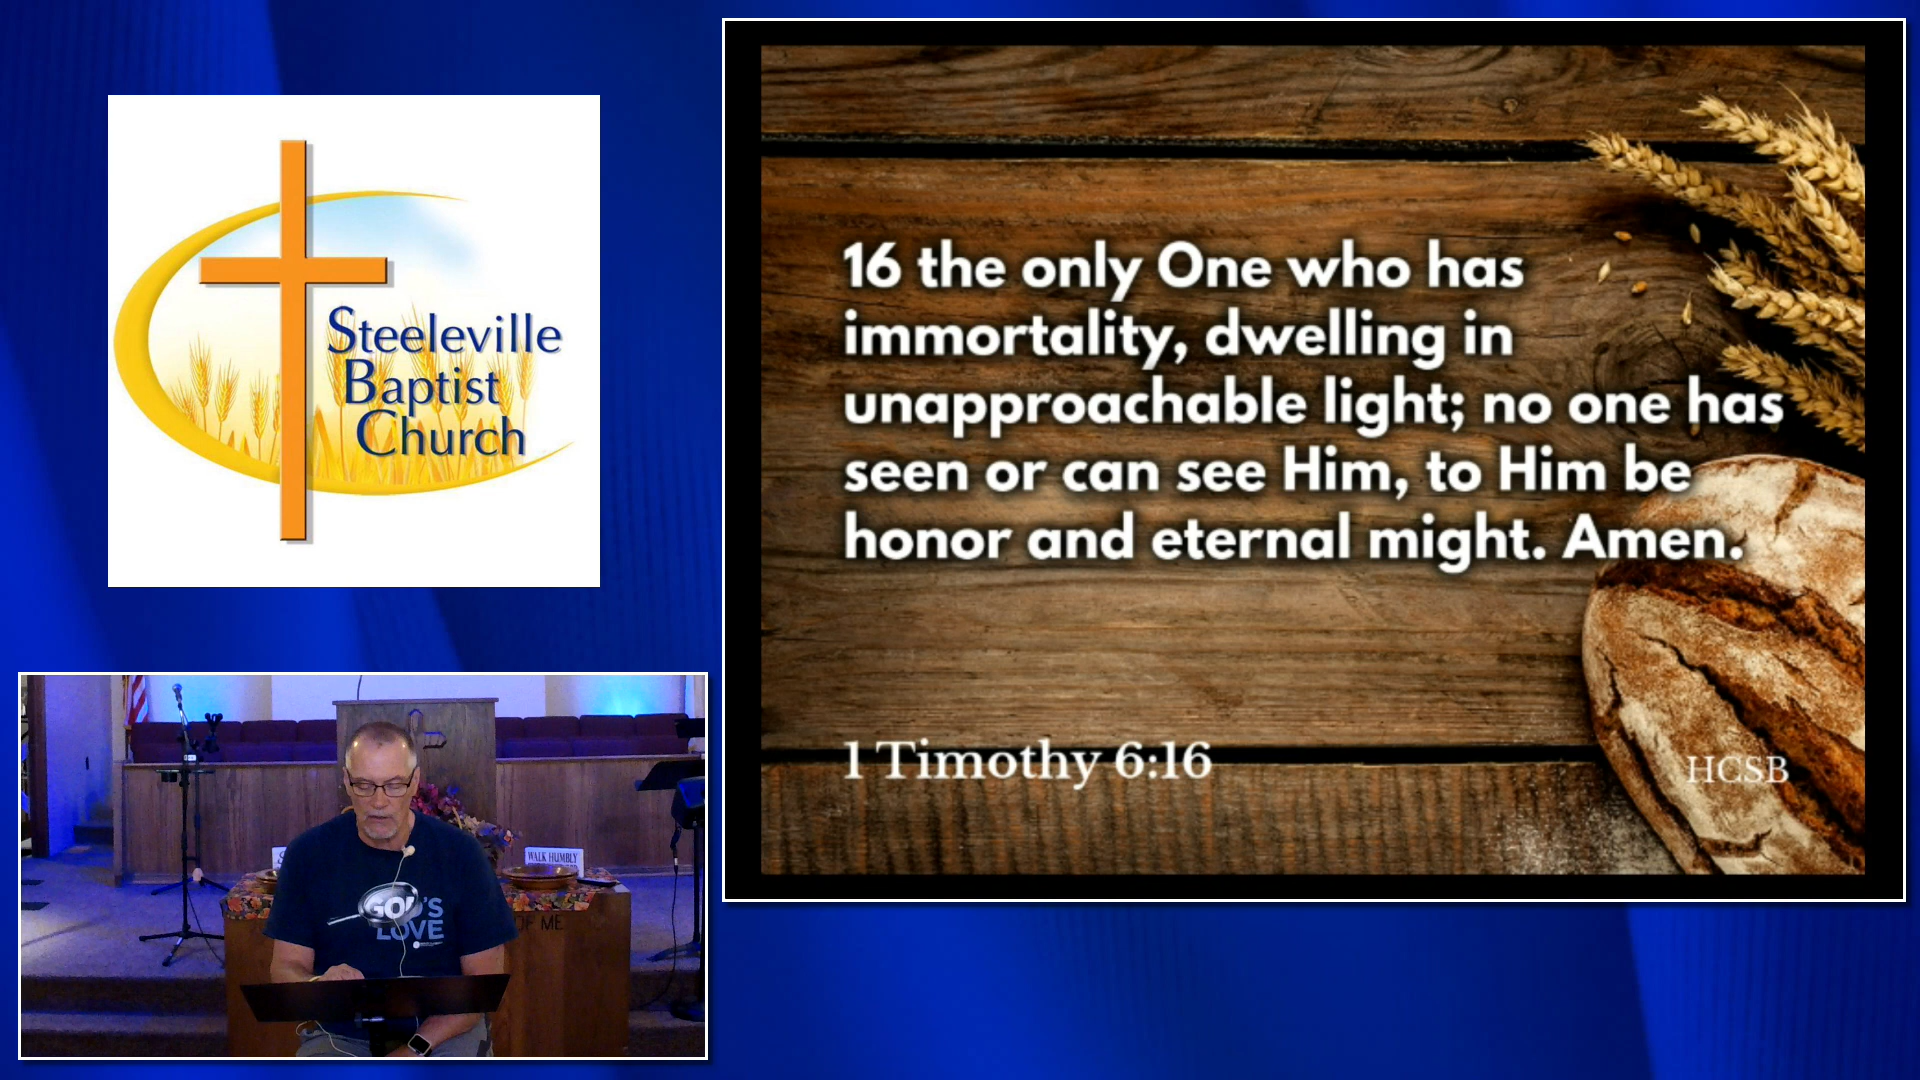 Steeleville
Baptist
Church
16 the only One who has
immortality, dwelling in
unapproachable light; no one has
seen or can see Him, to Him be
honor and eternal might. Amen.
1 Timothy 6:16
HCSB
WALK HUMBLY
GOD'S
LOVE
OF ME